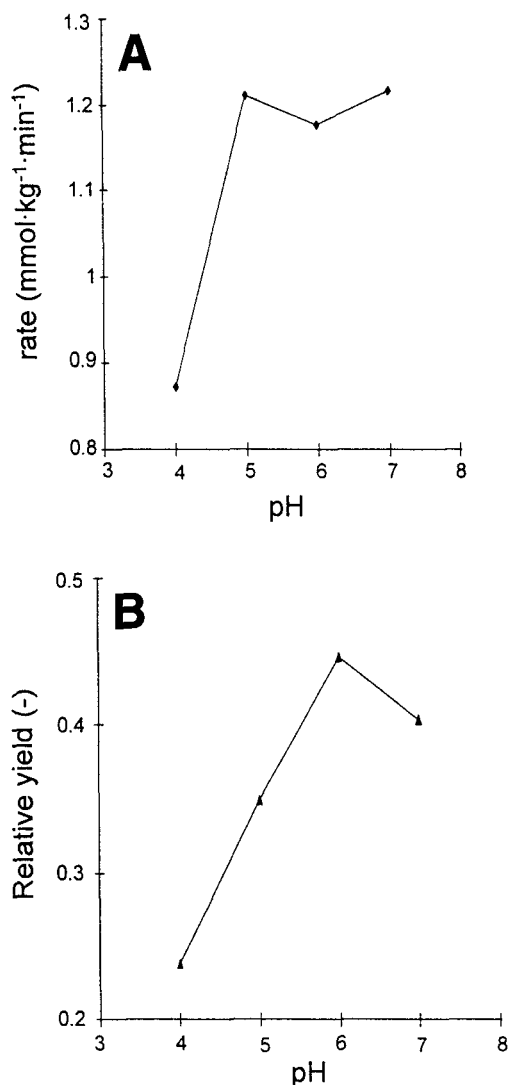 A
1.3
1.2
1.1
1
0.9
0.8
rate (mmol·kg⁻¹·min⁻¹)
3 4 5 6 7 8
pH
B
0.5
0.4
0.3
0.2
Relative yield (-)
3 4 5 6 7 8
pH